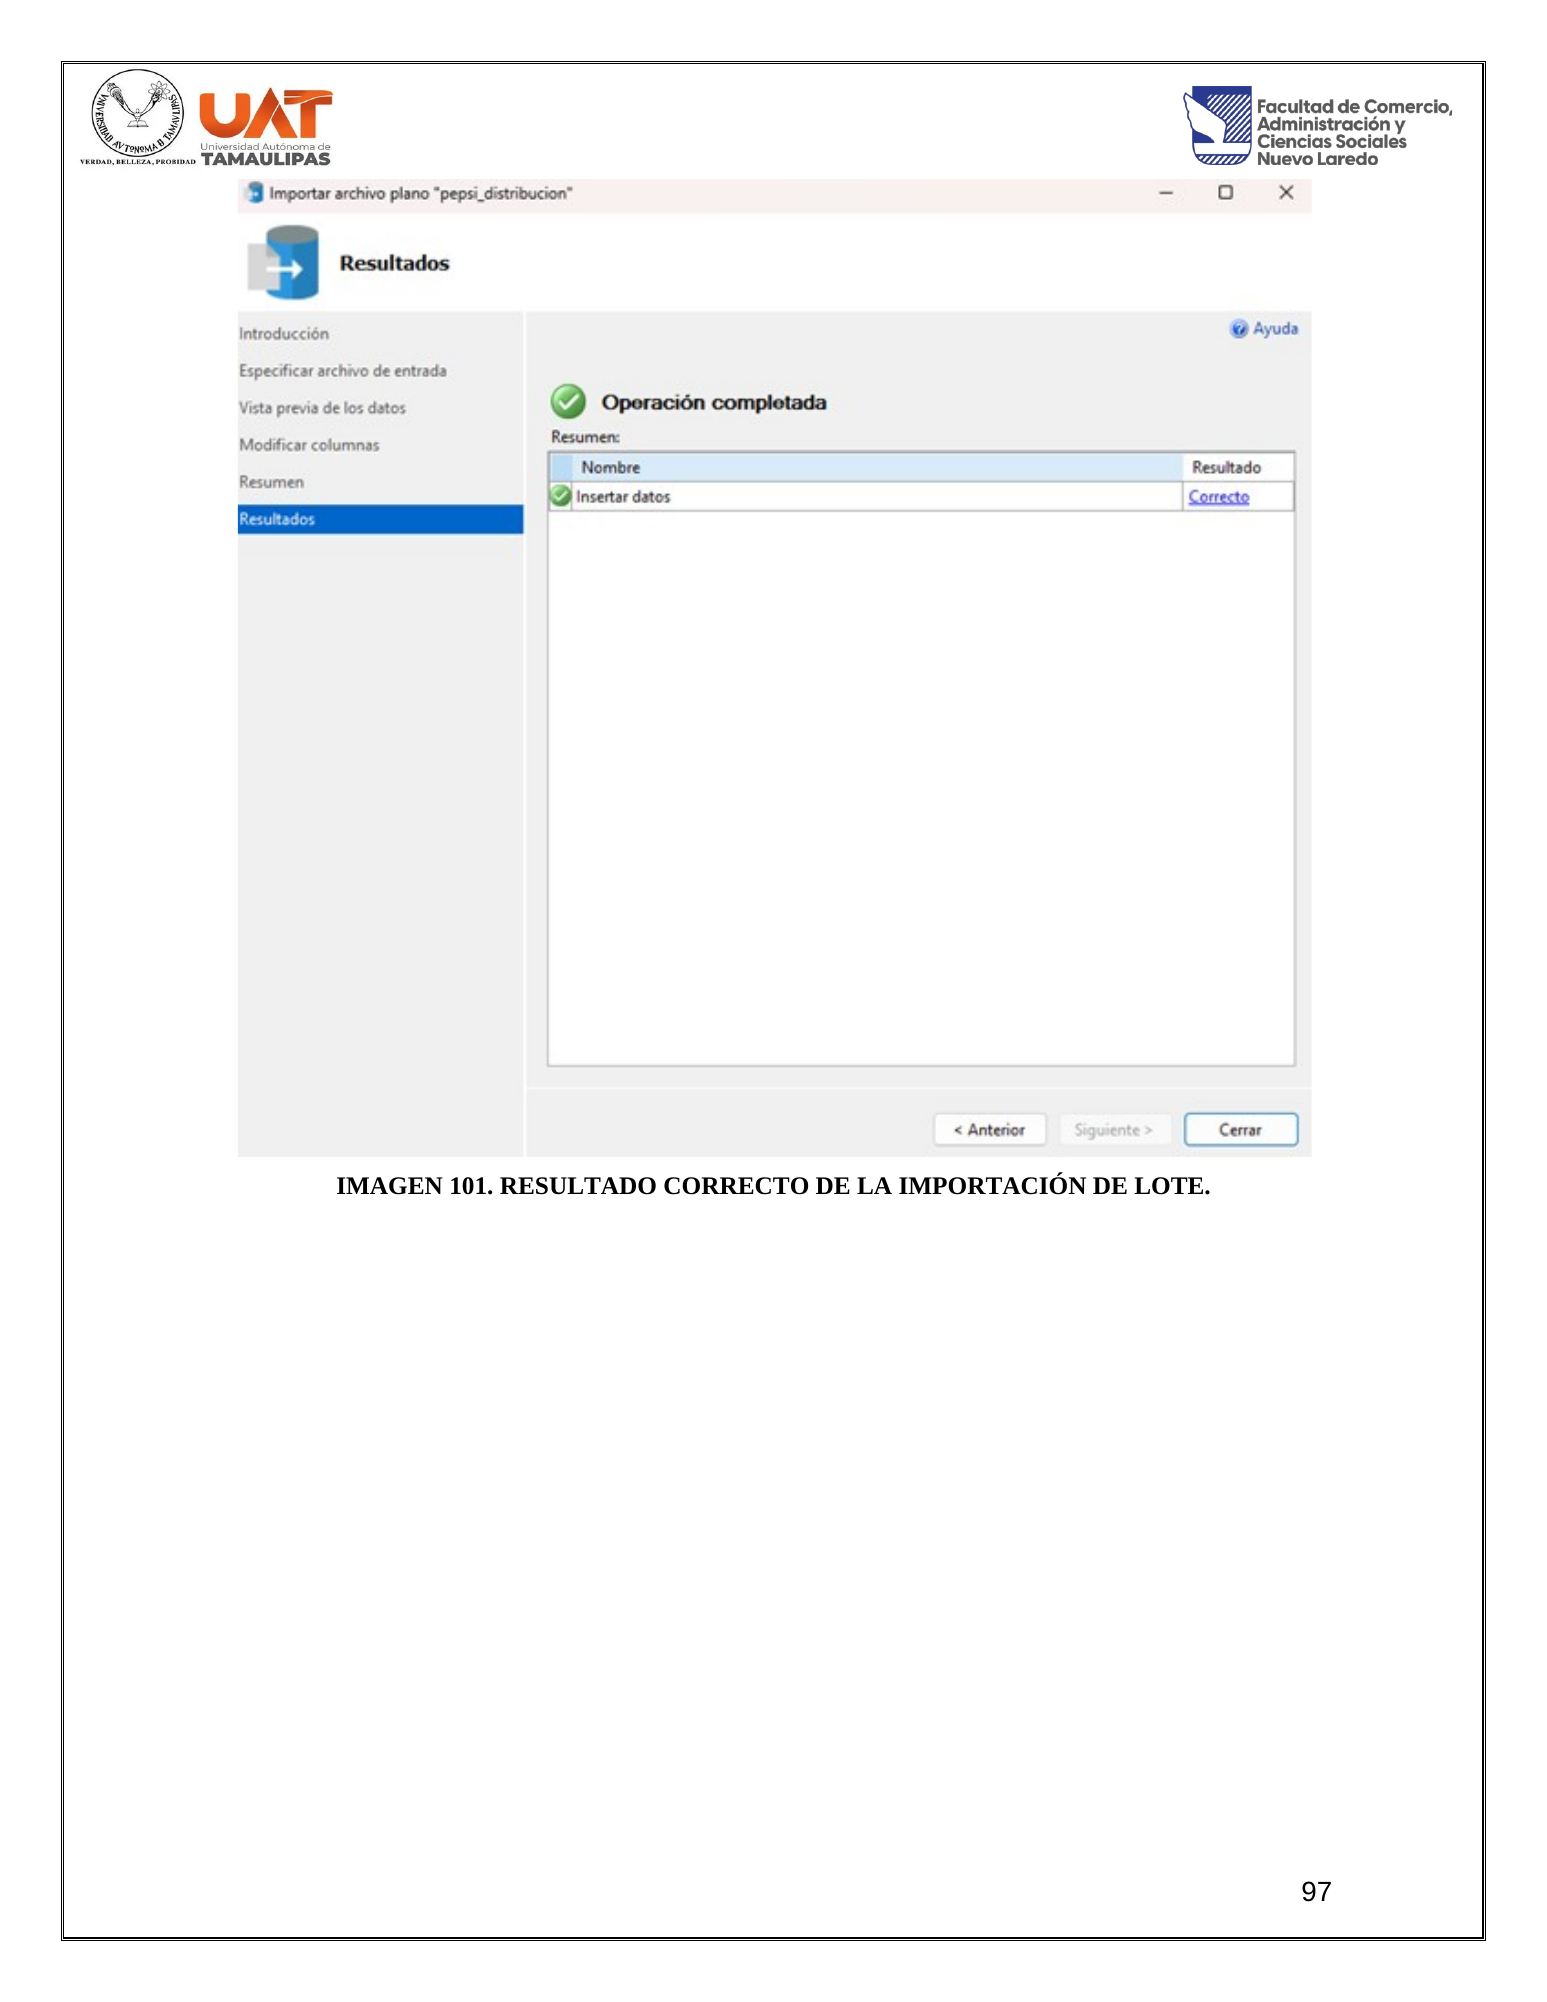 VNIVERSIDAD AVTONOMA D TAMAVLIPAS
VERDAD, BELLEZA, PROBIDAD
UAT
Universidad Autónoma de
TAMAULIPAS
Facultad de Comercio,
Administración y
Ciencias Sociales
Nuevo Laredo
Importar archivo plano "pepsi_distribucion"
Resultados
Introducción
Especificar archivo de entrada
Vista previa de los datos
Modificar columnas
Resumen
Resultados
Ayuda
Operación completada
Resumen:
Nombre Resultado
Insertar datos Correcto
< Anterior Siguiente > Cerrar
IMAGEN 101. RESULTADO CORRECTO DE LA IMPORTACIÓN DE LOTE.
97